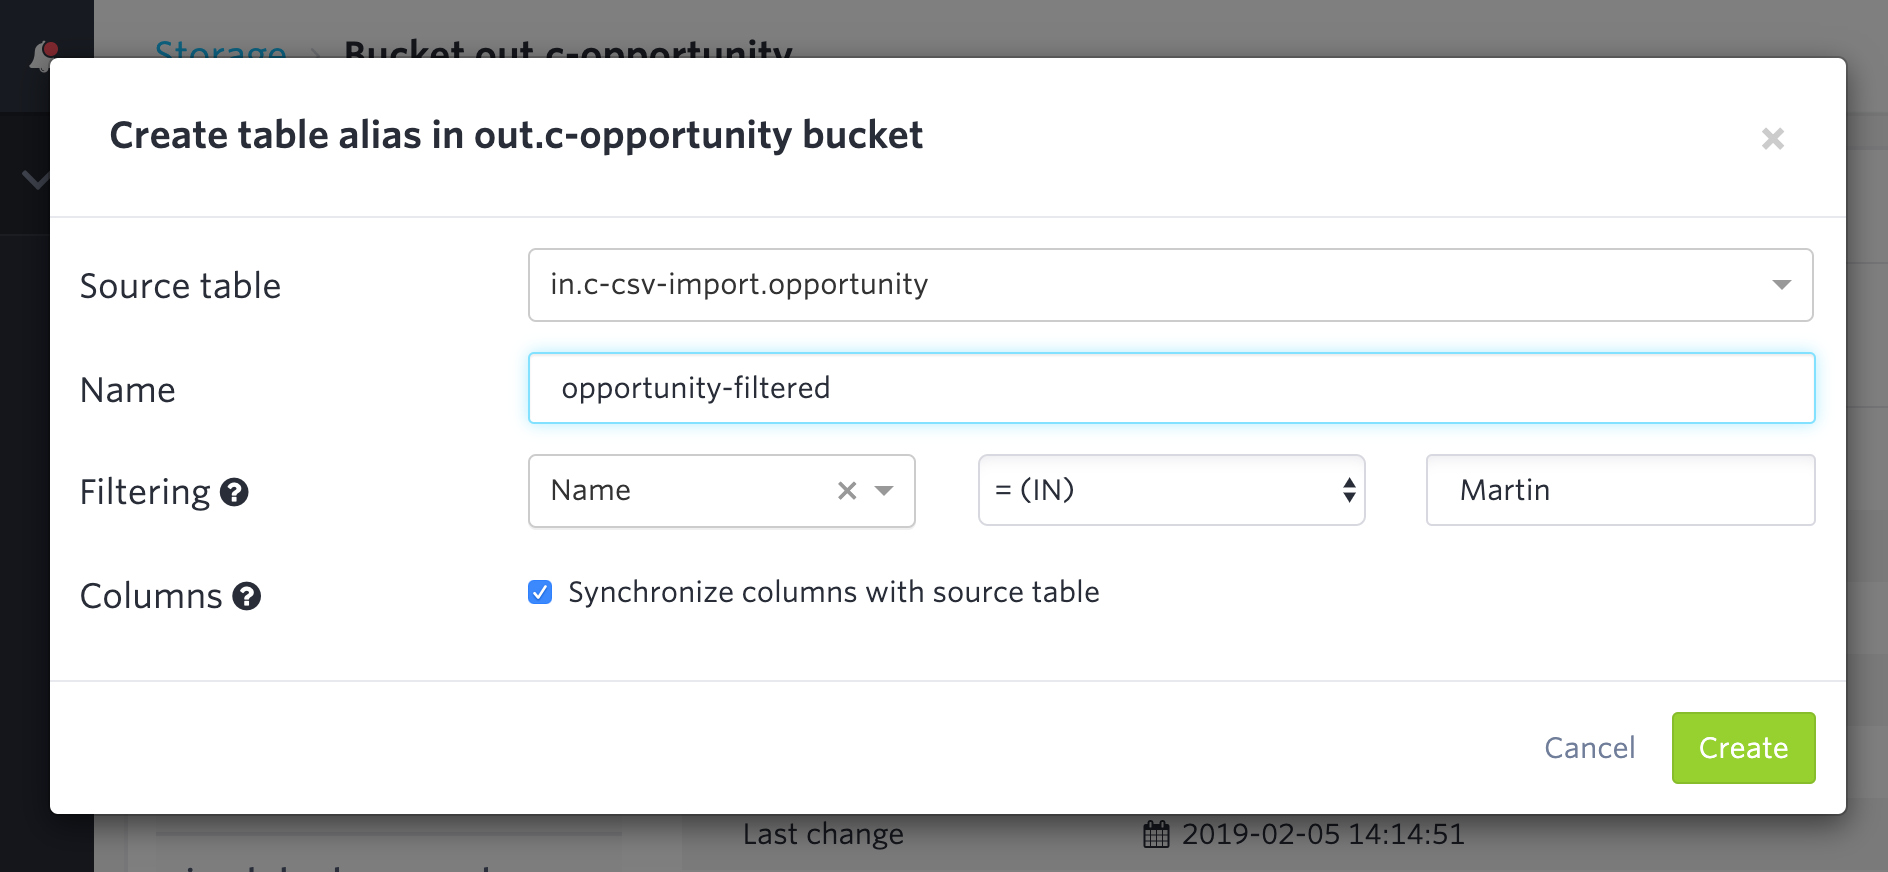 Storage > Bucket out.c-opportunity
Create table alias in out.c-opportunity bucket
Source table
in.c-csv-import.opportunity
Name
opportunity-filtered
Filtering ?
Name
= (IN)
Martin
Columns ?
Synchronize columns with source table
Cancel
Create
Last change
2019-02-05 14:14:51